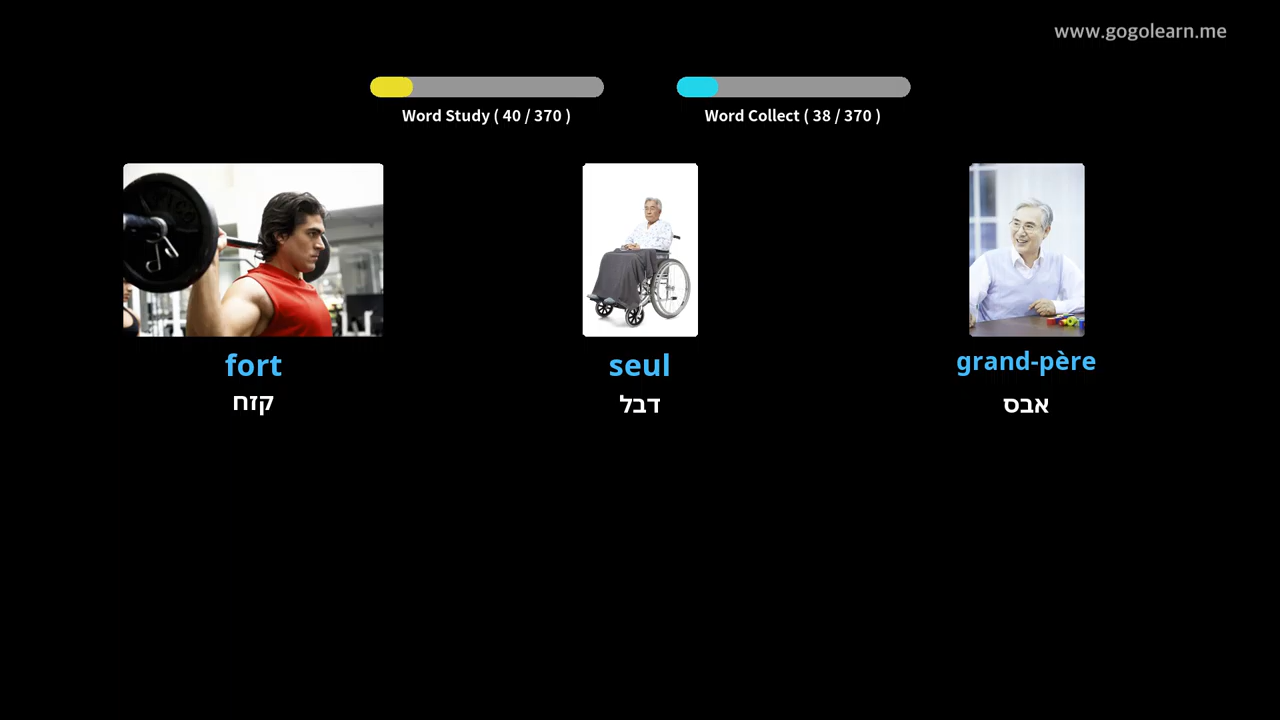 www.gogolearn.me
Word Study ( 40 / 370 )
Word Collect ( 38 / 370 )
fort
seul
grand-père
קזח
דבל
אבס